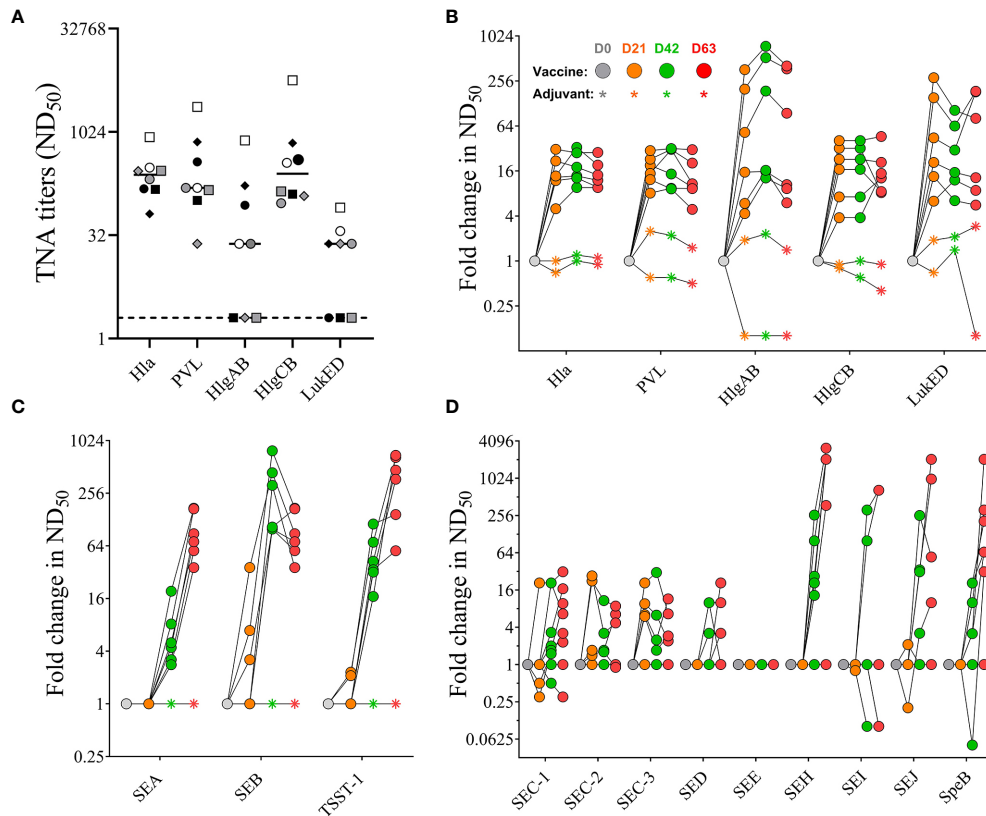 A
TNA titers (ND50)
32768
1024
32
1
Hla
PVL
HlgAB
HlgCB
LukED
B
Fold change in ND50
1024
256
64
16
4
1
0.25
D0 D21 D42 D63
Vaccine:
Adjuvant: * * * *
Hla
PVL
HlgAB
HlgCB
LukED
C
Fold change in ND50
1024
256
64
16
4
1
0.25
SEA
SEB
TSST-1
D
Fold change in ND50
4096
1024
256
64
16
4
1
0.25
0.0625
SEC-1
SEC-2
SEC-3
SED
SEE
SEH
SEI
SEJ
SpeB